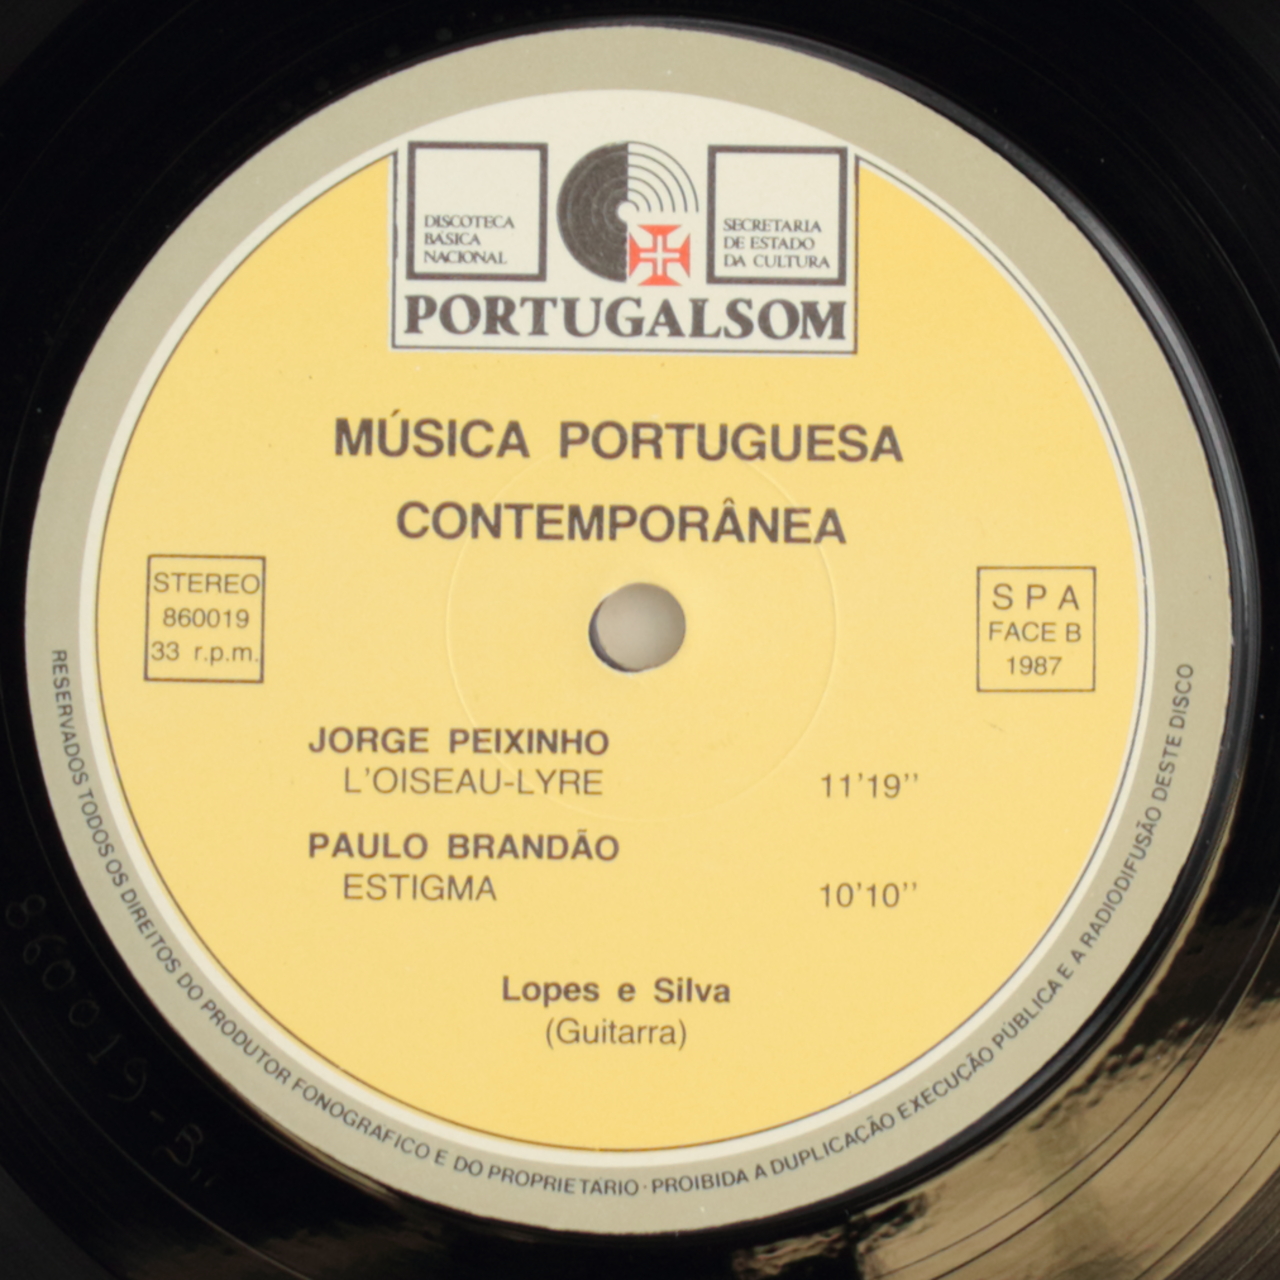 DISCOTECA
BÁSICA
NACIONAL
SECRETARIA
DE ESTADO
DA CULTURA
PORTUGALSOM
MÚSICA PORTUGUESA
CONTEMPORÂNEA
STEREO
860019
33 r.p.m.
S P A
FACE B
1987
JORGE PEIXINHO
L'OISEAU-LYRE 11'19''
PAULO BRANDÃO
ESTIGMA 10'10''
Lopes e Silva
(Guitarra)
RESERVADOS TODOS OS DIREITOS DO PRODUTOR FONOGRAFICO E DO PROPRIETARIO · PROIBIDA A DUPLICAÇÃO EXECUÇÃO PÚBLICA E A RADIODIFUSÃO DESTE DISCO
860019-B,,